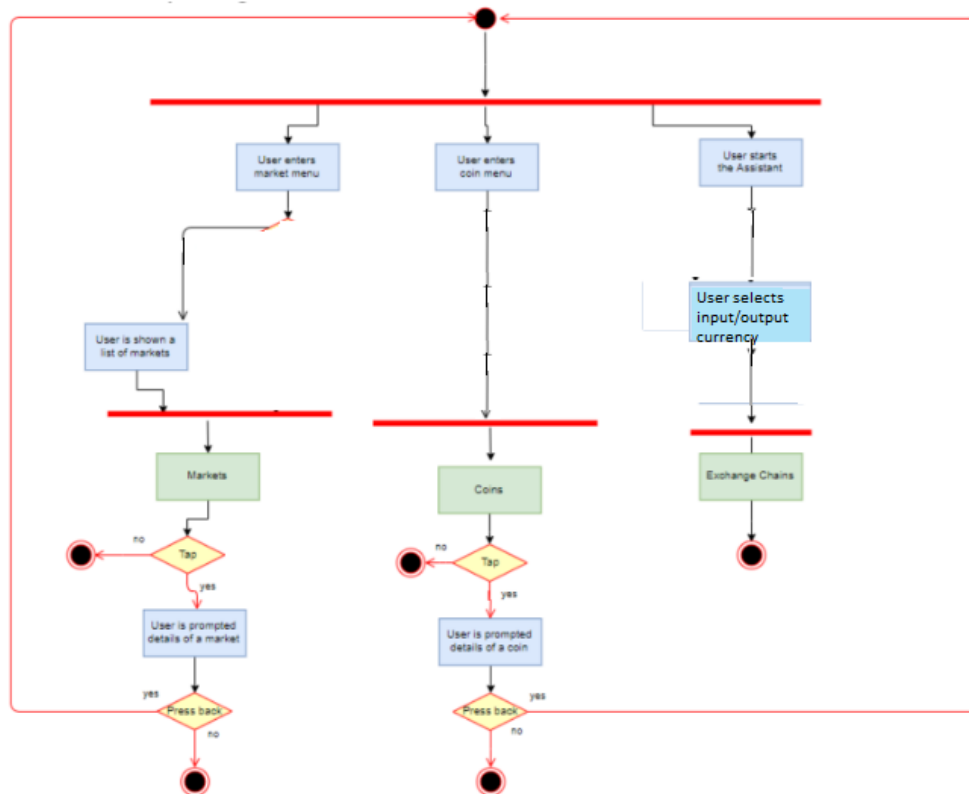 User enters
market menu
User enters
coin menu
User starts
the Assistant
User selects
input/output
currency
User is shown a
list of markets
Markets
Coins
Exchange Chains
no
Tap
yes
no
Tap
yes
User is prompted
details of a market
User is prompted
details of a coin
yes
Press back
no
yes
Press back
no